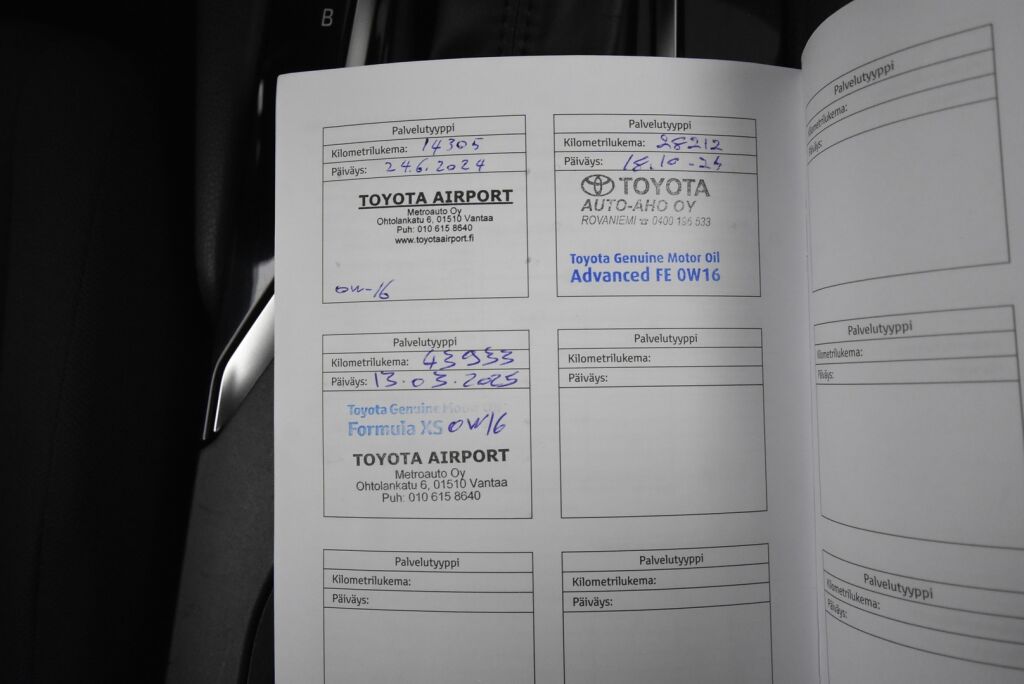 B
Palvelutyyppi
Kilometrilukema: 14305
Päiväys: 24.6.2024
TOYOTA AIRPORT
Metroauto Oy
Ohtolankatu 6, 01510 Vantaa
Puh: 010 615 8640
www.toyotaairport.fi
OW-16
Palvelutyyppi
Kilometrilukema: 28212
Päiväys: 18.10-24
TOYOTA
AUTO-AHO OY
ROVANIEMI ☎ 0400 195 533
Toyota Genuine Motor Oil
Advanced FE 0W16
Palvelutyyppi
Kilometrilukema: 43933
Päiväys: 13.03.2025
Toyota Genuine Motor Oil
Formula XS OW16
TOYOTA AIRPORT
Metroauto Oy
Ohtolankatu 6, 01510 Vantaa
Puh: 010 615 8640
Palvelutyyppi
Kilometrilukema:
Päiväys:
Palvelutyyppi
Kilometrilukema:
Päiväys:
Palvelutyyppi
Kilometrilukema:
Päiväys:
Palvelutyyppi
Kilometrilukema:
Päiväys:
Palvelutyyppi
Kilometrilukema:
Päiväys:
Palvelutyyppi
Kilometrilukema:
Päiväys: